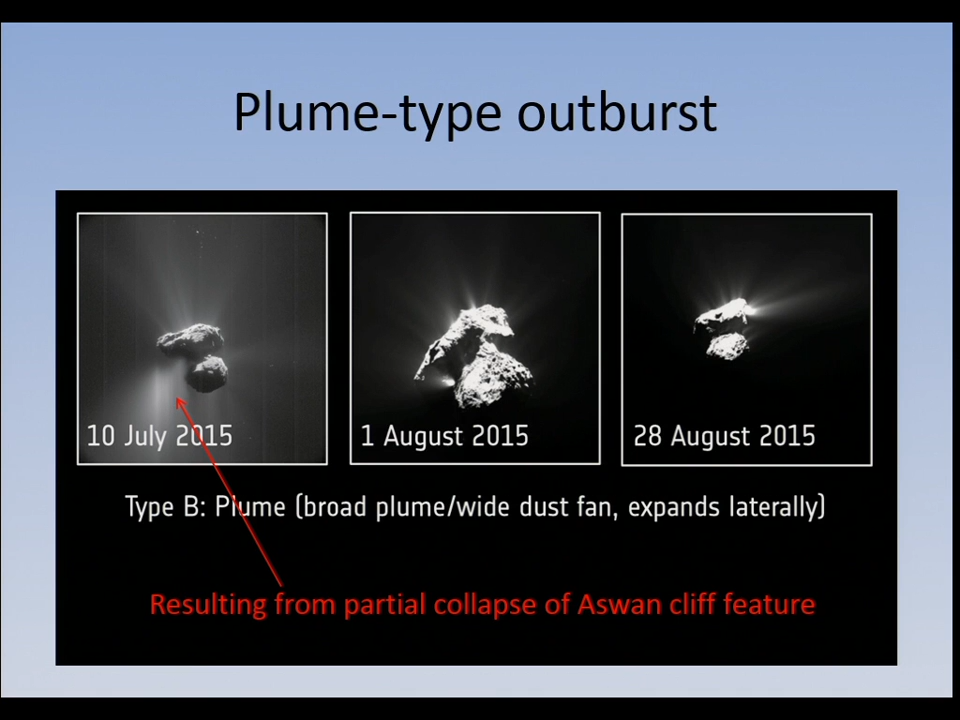 Plume-type outburst
10 July 2015
1 August 2015
28 August 2015
Type B: Plume (broad plume/wide dust fan, expands laterally)
Resulting from partial collapse of Aswan cliff feature